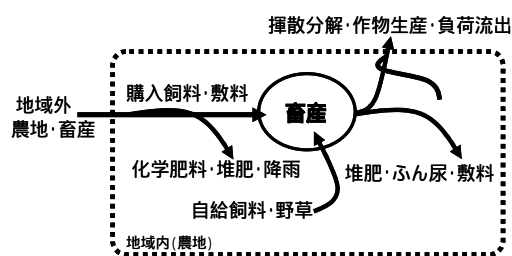 揮散分解・作物生産・負荷流出
購入飼料・敷料
地域外
農地・畜産
畜産
化学肥料・堆肥・降雨
堆肥・ふん尿・敷料
自給飼料・野草
地域内(農地)